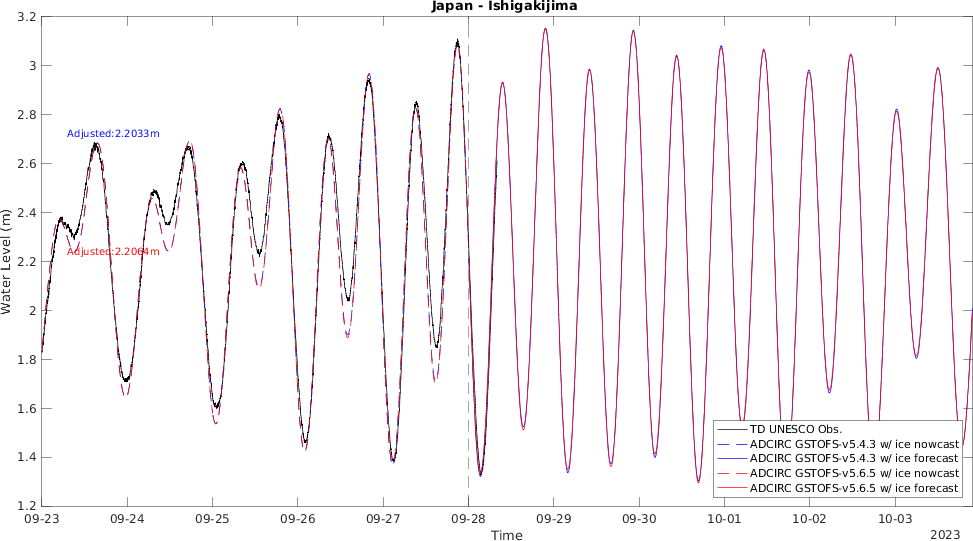 Japan - Ishigakijima
Water Level (m)
3.2
3
2.8
2.6
2.4
2.2
2
1.8
1.6
1.4
1.2
Adjusted:2.2033m
Adjusted:2.2064m
TD UNESCO Obs.
ADCIRC GSTOFS-v5.4.3 w/ ice nowcast
ADCIRC GSTOFS-v5.4.3 w/ ice forecast
ADCIRC GSTOFS-v5.6.5 w/ ice nowcast
ADCIRC GSTOFS-v5.6.5 w/ ice forecast
09-23 09-24 09-25 09-26 09-27 09-28 09-29 09-30 10-01 10-02 10-03
Time
2023